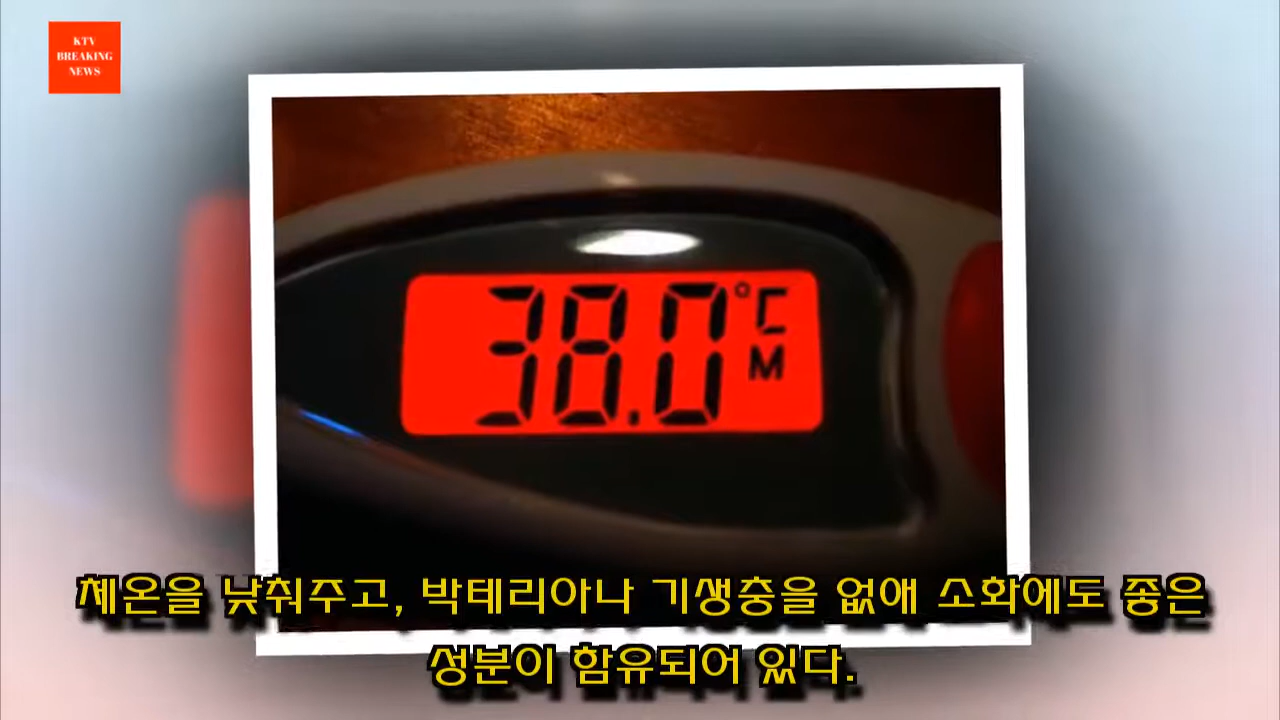 KTV
BREAKING
NEWS
38.0°C
M
체온을 낮춰주고, 박테리아나 기생충을 없애 소화에도 좋은
성분이 함유되어 있다.